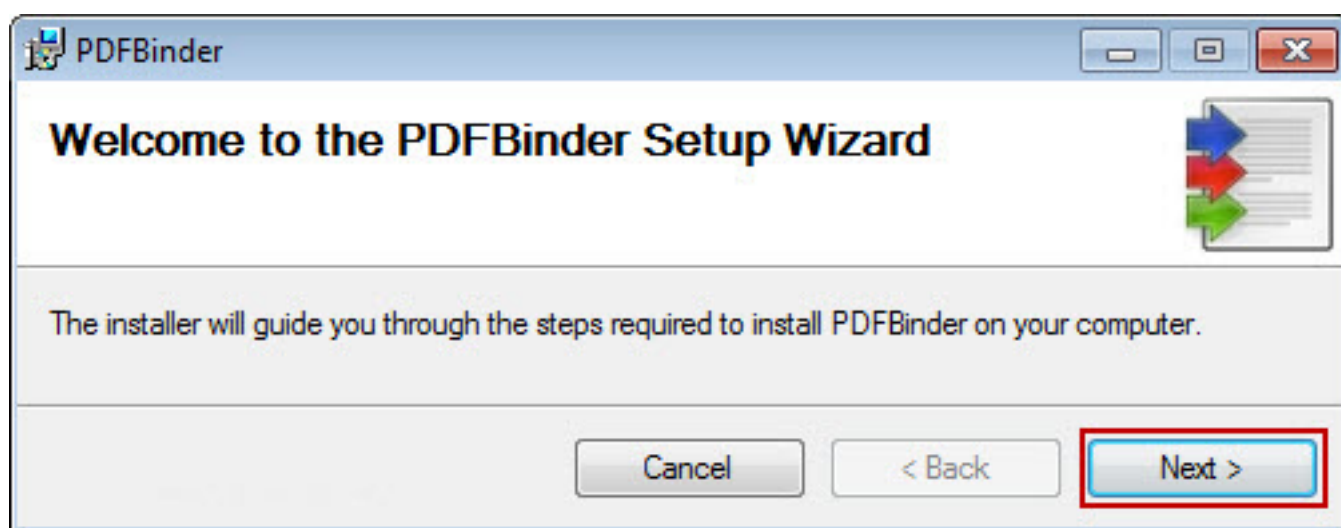 PDFBinder
Welcome to the PDFBinder Setup Wizard
The installer will guide you through the steps required to install PDFBinder on your computer.
Cancel
< Back
Next >